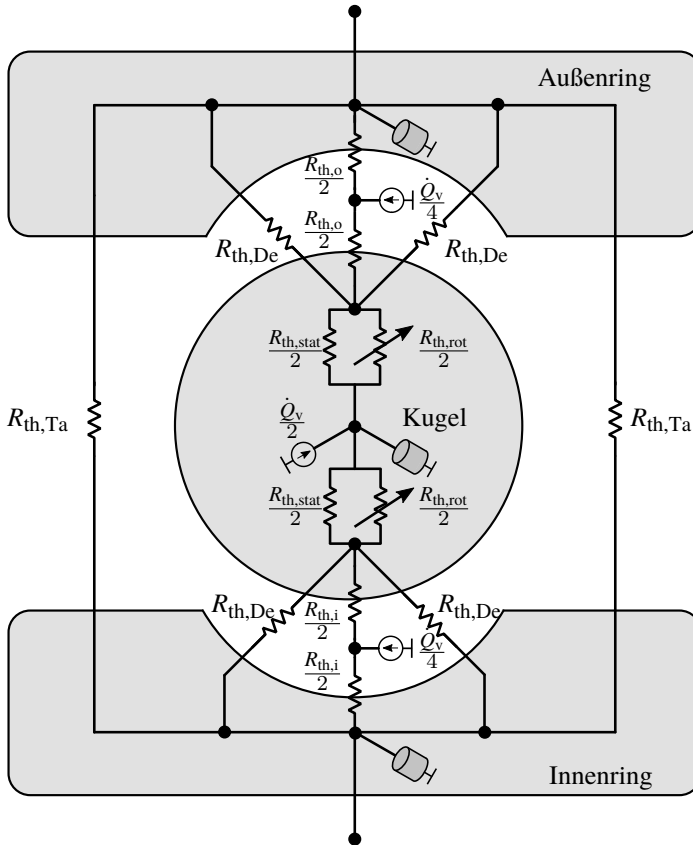 Außenring
R_th,o/2
Q̇_v/4
R_th,o/2
R_th,De R_th,De
R_th,stat/2 R_th,rot/2
R_th,Ta Q̇_v/2 Kugel R_th,Ta
R_th,stat/2 R_th,rot/2
R_th,De R_th,i/2 R_th,De
Q̇_v/4
R_th,i/2
Innenring